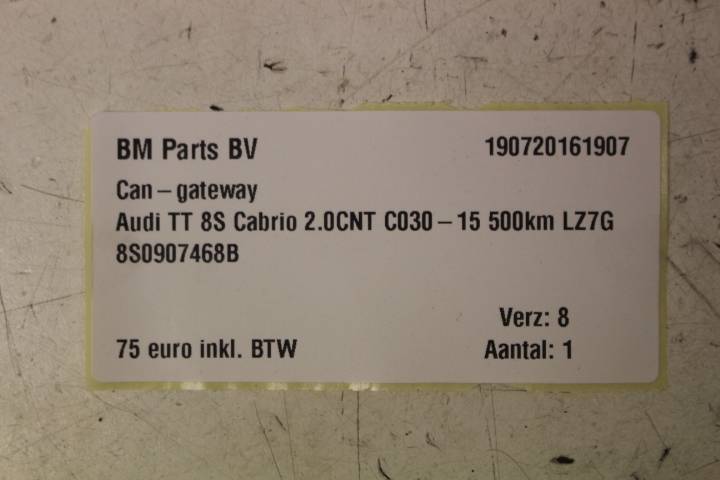 BM Parts BV 190720161907
Can-gateway
Audi TT 8S Cabrio 2.0CNT C030-15 500km LZ7G
8S0907468B
Verz: 8
75 euro inkl. BTW Aantal: 1